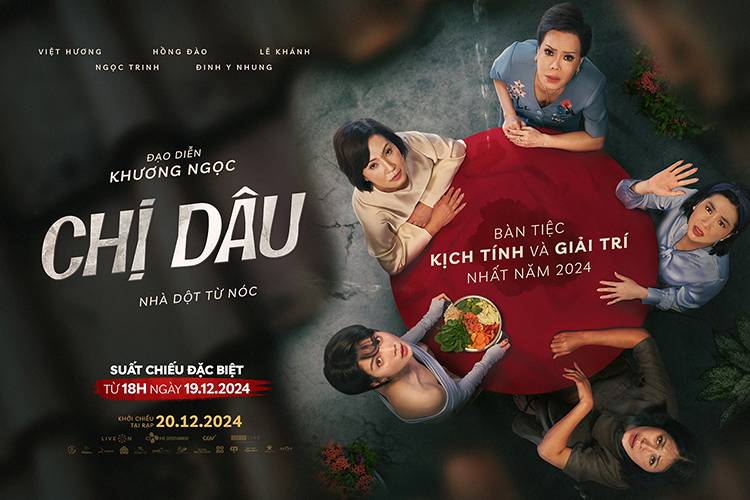 VIỆT HƯƠNG HỒNG ĐÀO LÊ KHÁNH
NGỌC TRINH ĐINH Y NHUNG
ĐẠO DIỄN
KHƯƠNG NGỌC
CHỊ DÂU
NHÀ DỘT TỪ NÓC
SUẤT CHIẾU ĐẶC BIỆT
TỪ 18H NGÀY 19.12.2024
KHỞI CHIẾU
TẠI RẠP 20.12.2024
LIVE ON
BÀN TIỆC
KỊCH TÍNH VÀ GIẢI TRÍ
NHẤT NĂM 2024